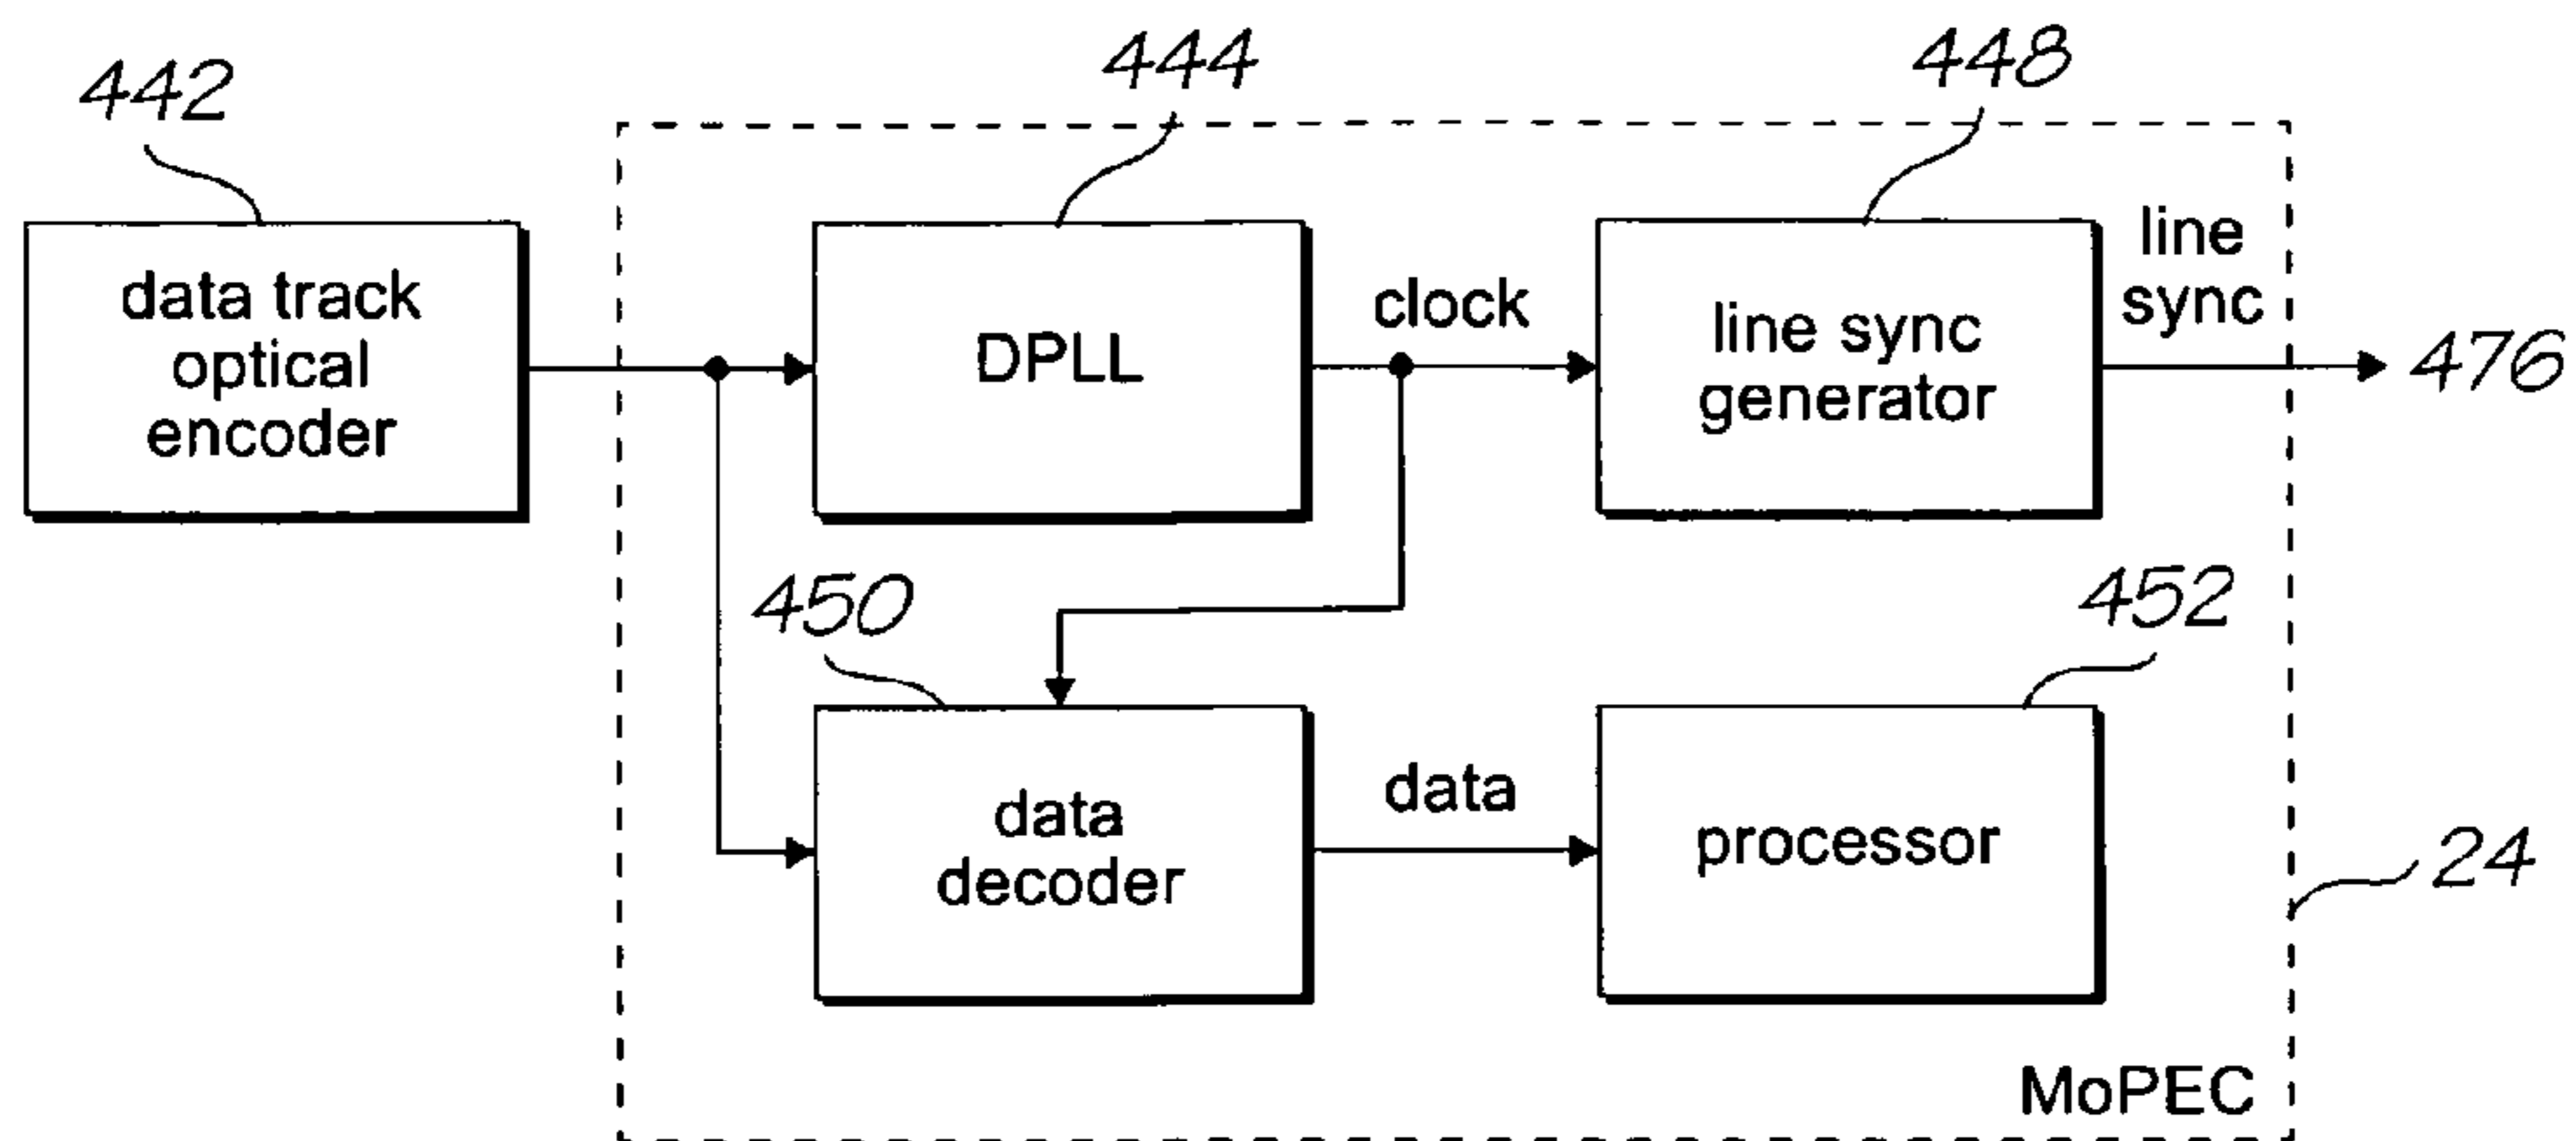 442
444
448
data track
optical
encoder
DPLL
clock
line sync
generator
line
sync
476
450
452
data
decoder
data
processor
24
MoPEC